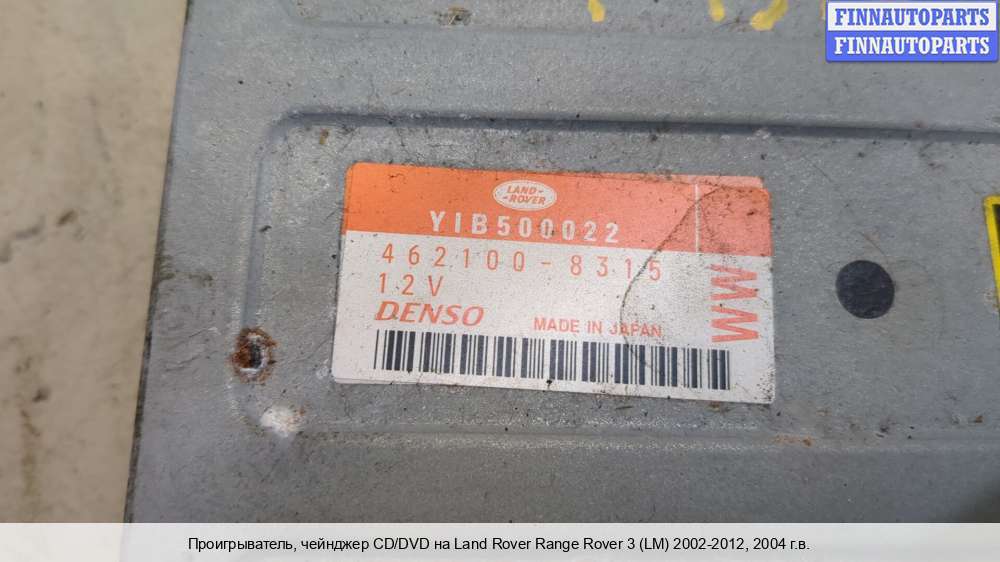 FINNAUTOPARTS
FINNAUTOPARTS
LAND-
ROVER
YIB500022
462100-8315
12V
WW
DENSO
MADE IN JAPAN
Проигрыватель, чейнджер CD/DVD на Land Rover Range Rover 3 (LM) 2002-2012, 2004 г.в.